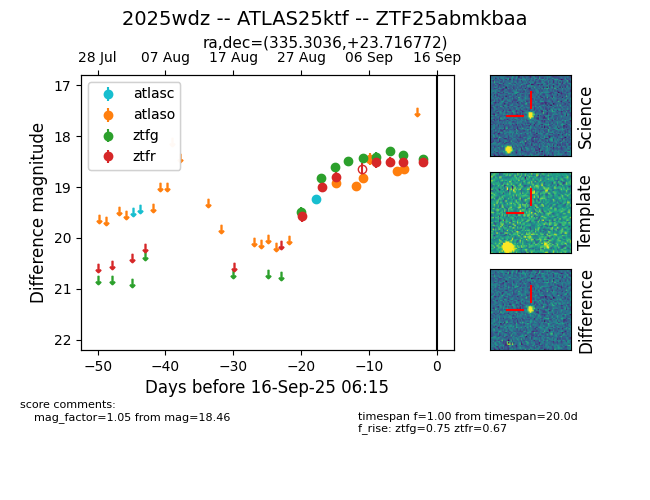 2025wdz -- ATLAS25ktf -- ZTF25abmkbaa
ra,dec=(335.3036,+23.716772)
28 Jul 07 Aug 17 Aug 27 Aug 06 Sep 16 Sep
17
18
19
20
21
22
Difference magnitude
atlasc
atlaso
ztfg
ztfr
−50 −40 −30 −20 −10 0
Days before 16-Sep-25 06:15
Science
Template
Difference
score comments:
mag_factor=1.05 from mag=18.46
timespan f=1.00 from timespan=20.0d
f_rise: ztfg=0.75 ztfr=0.67